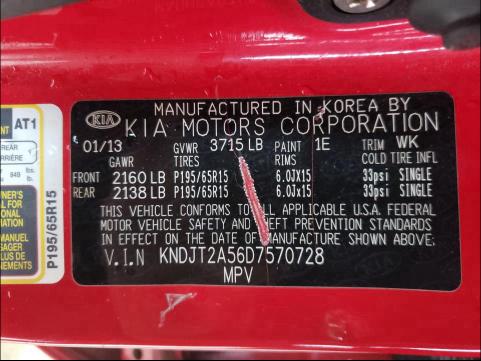 MANUFACTURED IN KOREA BY
KIA KIA MOTORS CORPORATION
01/13 GVWR 3715 LB PAINT 1E TRIM WK
GAWR TIRES RIMS COLD TIRE INFL
FRONT 2160 LB P195/65R15 6.0JX15 33psi SINGLE
REAR 2138 LB P195/65R15 6.0JX15 33psi SINGLE
THIS VEHICLE CONFORMS TO ALL APPLICABLE U.S.A. FEDERAL
MOTOR VEHICLE SAFETY AND THEFT PREVENTION STANDARDS
IN EFFECT ON THE DATE OF MANUFACTURE SHOWN ABOVE:
V.I.N KNDJT2A56D7570728
MPV
AT1
REAR
P195/65R15
MANUAL